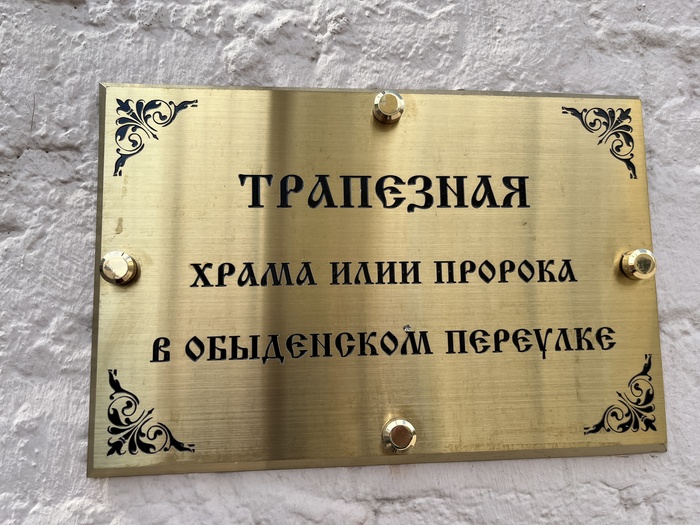 ТРАПЕЗНАЯ
ХРАМА ИЛИИ ПРОРОКА
В ОБЫДЕНСКОМ ПЕРЕУЛКЕ